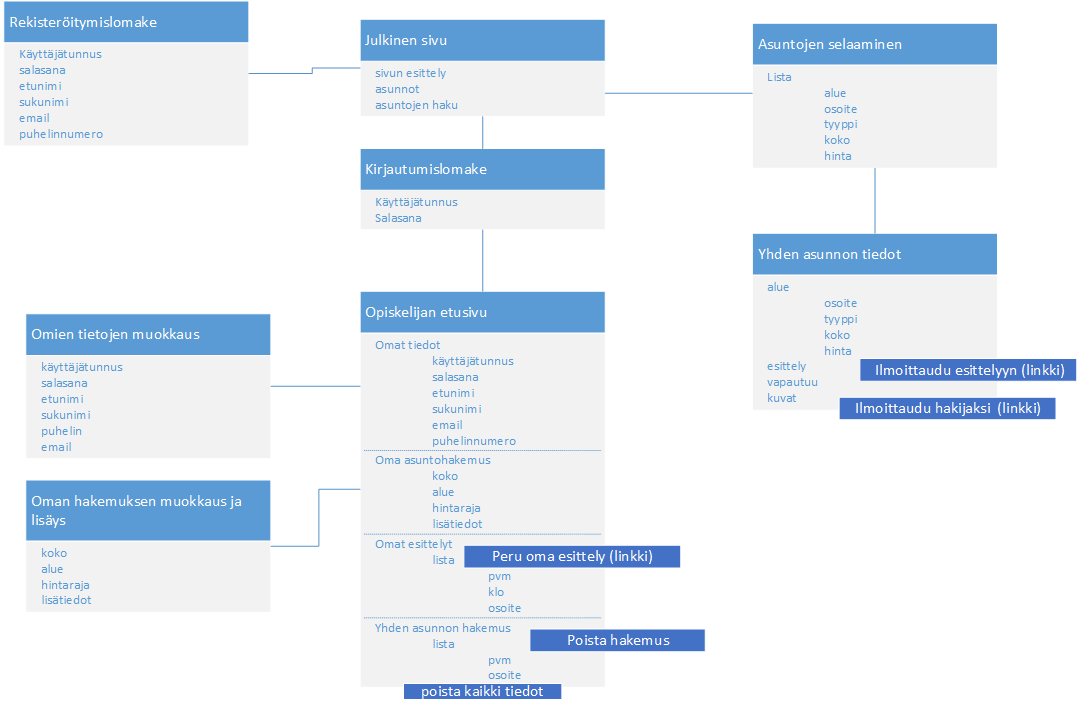 Rekisteröitymislomake
Käyttäjätunnus
salasana
etunimi
sukunimi
email
puhelinnumero
Julkinen sivu
sivun esittely
asunnot
asuntojen haku
Asuntojen selaaminen
Lista
alue
osoite
tyyppi
koko
hinta
Kirjautumislomake
Käyttäjätunnus
Salasana
Yhden asunnon tiedot
alue
osoite
tyyppi
koko
hinta
esittely
Ilmoittaudu esittelyyn (linkki)
vapautuu
kuvat
Ilmoittaudu hakijaksi (linkki)
Omien tietojen muokkaus
käyttäjätunnus
salasana
etunimi
sukunimi
puhelin
email
Oman hakemuksen muokkaus ja
lisäys
koko
alue
hintaraja
lisätiedot
Opiskelijan etusivu
Omat tiedot
käyttäjätunnus
salasana
etunimi
sukunimi
email
puhelinnumero
Oma asuntohakemus
koko
alue
hintaraja
lisätiedot
Omat esittelyt
lista
Peru oma esittely (linkki)
pvm
klo
osoite
Yhden asunnon hakemus
Poista hakemus
lista
pvm
osoite
poista kaikki tiedot